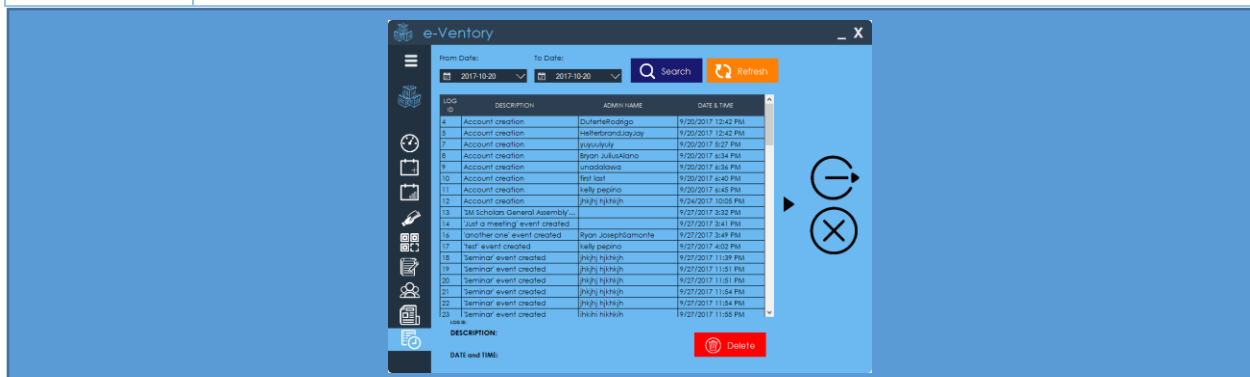 e-Ventory
_ X
From Date: To Date:
2017-10-20 2017-10-20 Search Refresh
LOG ID DESCRIPTION ADMIN NAME DATE & TIME
4 Account creation DuterteRodrigo 9/20/2017 12:42 PM
5 Account creation HelterbrandJayJay 9/20/2017 12:42 PM
7 Account creation yuyuuiyuiy 9/20/2017 5:27 PM
8 Account creation Bryan JuliusAlano 9/20/2017 6:34 PM
9 Account creation unadalawa 9/20/2017 6:36 PM
10 Account creation first last 9/20/2017 6:40 PM
11 Account creation kelly pepino 9/20/2017 6:45 PM
12 Account creation jhkjhj hjkhkjh 9/24/2017 10:05 PM
13 'SM Scholars General Assembly'... 9/27/2017 3:32 PM
14 'Just a meeting' event created 9/27/2017 3:41 PM
16 'another one' event created Ryan JosephSamonte 9/27/2017 3:49 PM
17 'test' event created kelly pepino 9/27/2017 4:02 PM
18 'Seminar' event created jhkjhj hjkhkjh 9/27/2017 11:39 PM
19 'Seminar' event created jhkjhj hjkhkjh 9/27/2017 11:51 PM
20 'Seminar' event created jhkjhj hjkhkjh 9/27/2017 11:51 PM
21 'Seminar' event created jhkjhj hjkhkjh 9/27/2017 11:54 PM
22 'Seminar' event created jhkjhj hjkhkjh 9/27/2017 11:54 PM
23 'Seminar' event created jhkjhj hjkhkjh 9/27/2017 11:55 PM
LOG ID:
DESCRIPTION:
Delete
DATE and TIME: